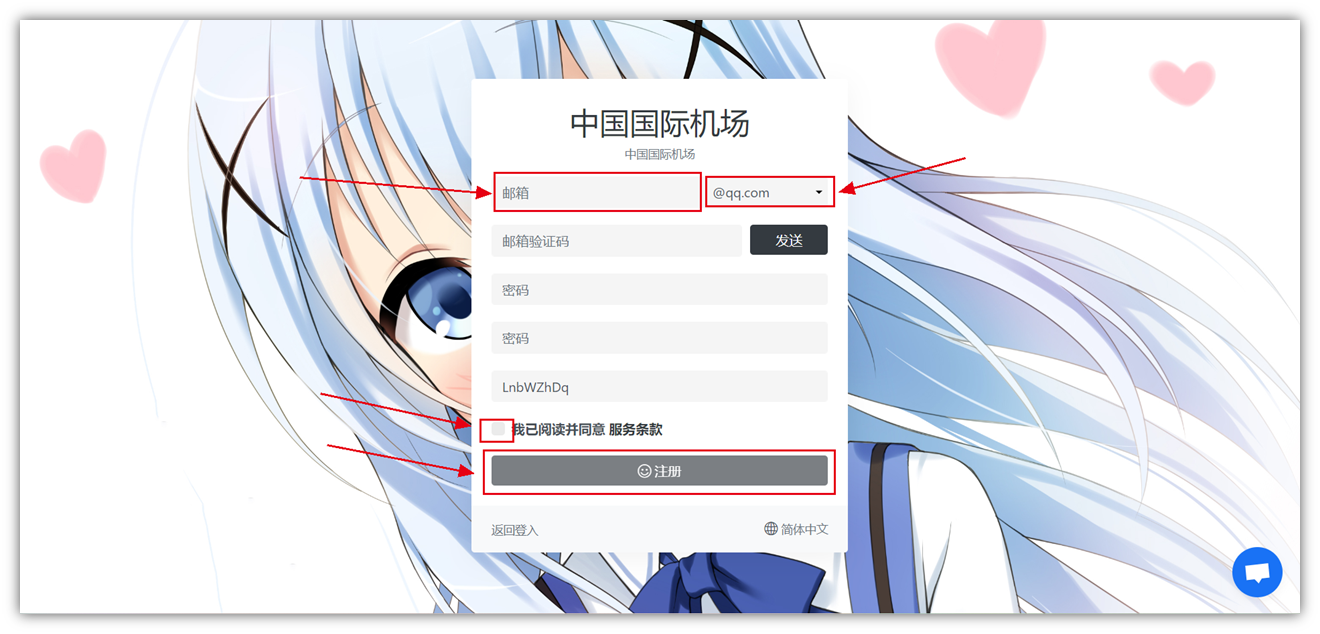 中国国际机场
中国国际机场
邮箱 @qq.com
邮箱验证码 发送
密码
密码
LnbWZhDq
我已阅读并同意 服务条款
注册
返回登入 简体中文